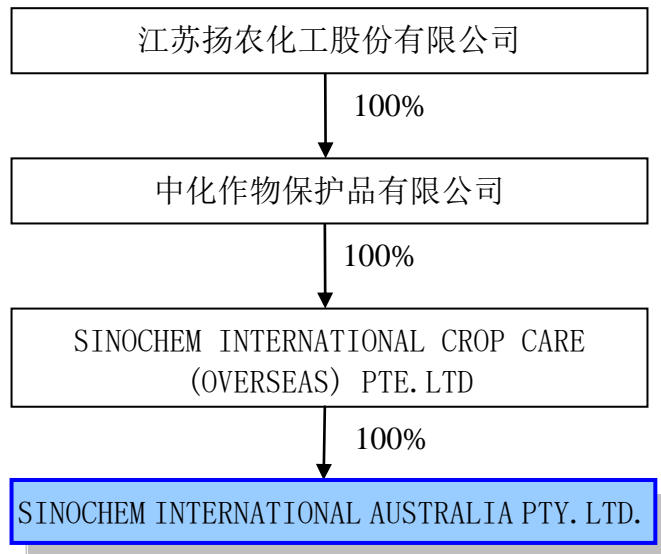 江苏扬农化工股份有限公司
100%
中化作物保护品有限公司
100%
SINOCHEM INTERNATIONAL CROP CARE
(OVERSEAS) PTE.LTD
100%
SINOCHEM INTERNATIONAL AUSTRALIA PTY.LTD.